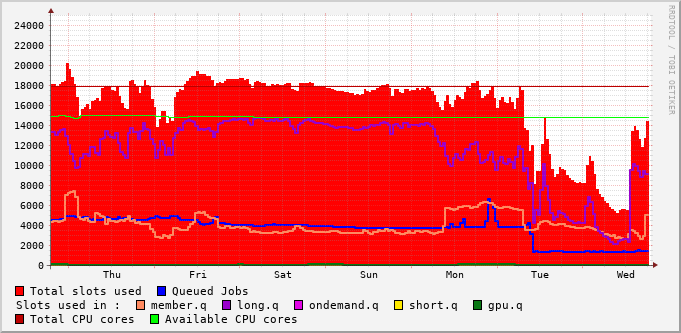 RRDTOOL / TOBI OETIKER
24000
22000
20000
18000
16000
14000
12000
10000
8000
6000
4000
2000
0
Thu Fri Sat Sun Mon Tue Wed
Total slots used Queued Jobs
Slots used in : member.q long.q ondemand.q short.q gpu.q
Total CPU cores Available CPU cores